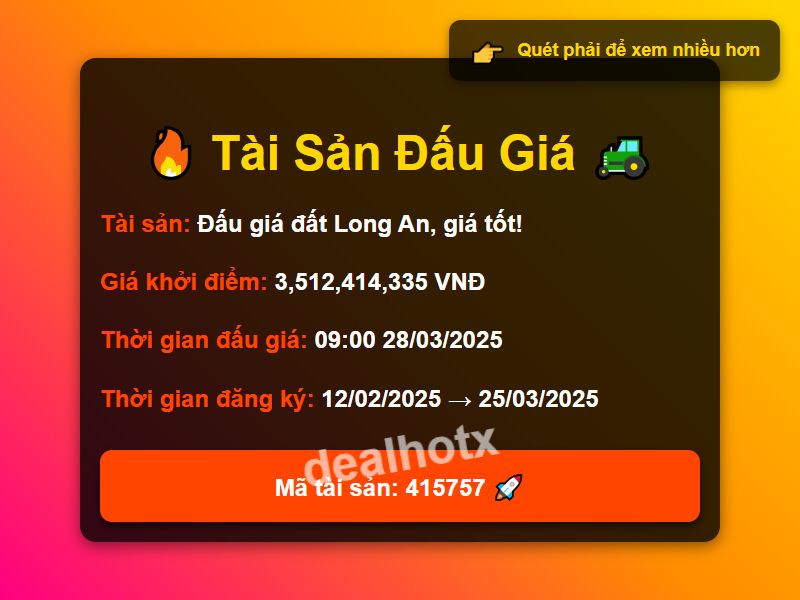 👉 Quét phải để xem nhiều hơn
🔥 Tài Sản Đấu Giá 🚜
Tài sản: Đấu giá đất Long An, giá tốt!
Giá khởi điểm: 3,512,414,335 VNĐ
Thời gian đấu giá: 09:00 28/03/2025
Thời gian đăng ký: 12/02/2025 → 25/03/2025
dealhotx
Mã tài sản: 415757 🚀